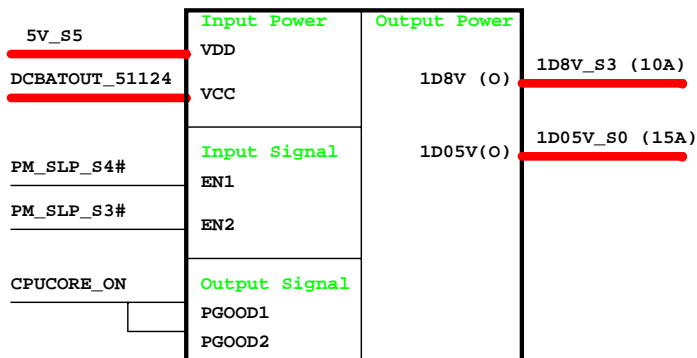 5V_S5
DCBATOUT_51124
PM_SLP_S4#
PM_SLP_S3#
CPUCORE_ON
Input Power
VDD
VCC
Input Signal
EN1
EN2
Output Signal
PGOOD1
PGOOD2
Output Power
1D8V (O)
1D05V(O)
1D8V_S3 (10A)
1D05V_S0 (15A)